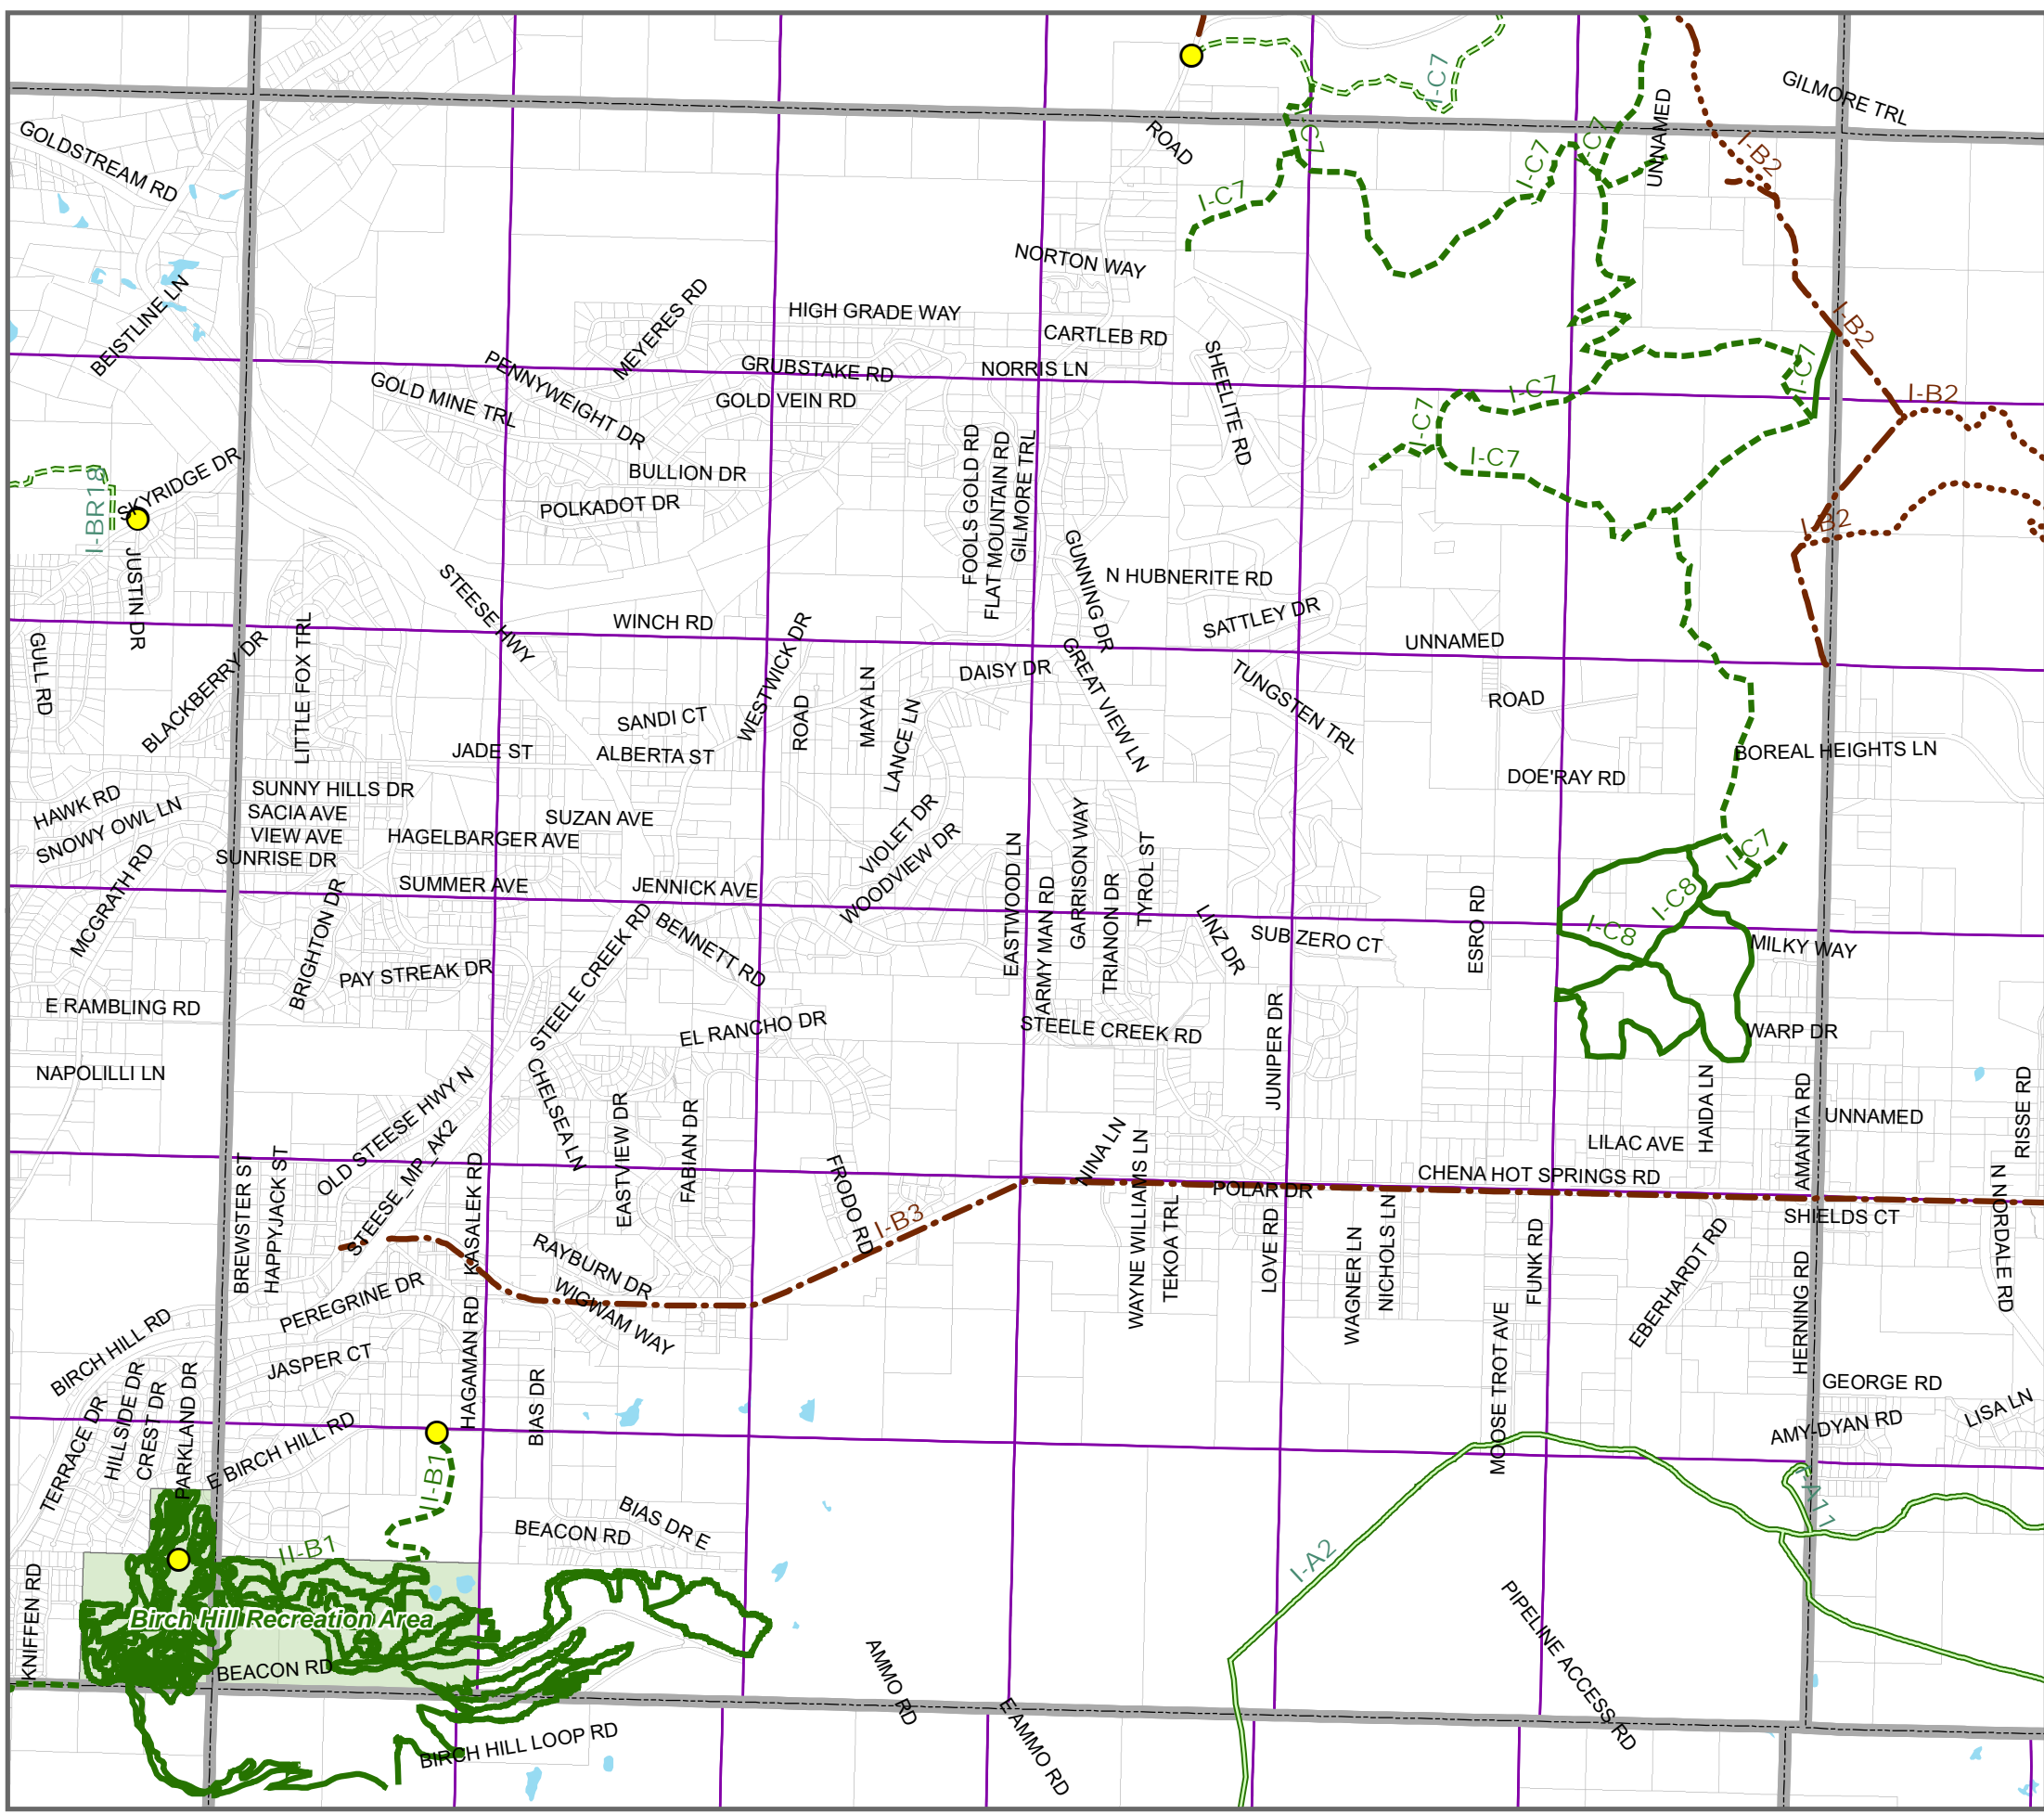 GILMORE TRL
I-C7
UNNAMED
ROAD
I-C7
I-C7
I-B2
GOLDSTREAM RD
I-C7
I-C7
NORTON WAY
BEISTLINE LN
MEYERES RD
HIGH GRADE WAY
CARTLEB RD
I-B2
PENNYWEIGHT DR
GRUBSTAKE RD
NORRIS LN
SHEELITE RD
I-C7
GOLD MINE TRL
GOLD VEIN RD
I-C7
I-B2
I-C7
BULLION DR
I-C7
SKYRIDGE DR
I-BR18
POLKADOT DR
FOOLS GOLD RD
FLAT MOUNTAIN RD
GILMORE TRL
I-B2
JUSTIN DR
STEESE HWY
GUNNING DR
N HUBNERITE RD
SATTLEY DR
WINCH RD
UNNAMED
GULL RD
BLACKBERRY DR
LITTLE FOX TRL
WESTWICK DR
DAISY DR
GREAT VIEW LN
TUNGSTEN TRL
ROAD
SANDI CT
ROAD
MAYA LN
LANCE LN
JADE ST
ALBERTA ST
BOREAL HEIGHTS LN
DOE'RAY RD
HAWK RD
SUNNY HILLS DR
SACIA AVE
SUZAN AVE
SNOWY OWL LN
VIEW AVE
HAGELBARGER AVE
VIOLET DR
WOODVIEW DR
SUNRISE DR
I-C7
MCGRATH RD
SUMMER AVE
JENNICK AVE
EASTWOOD LN
ARMY MAN RD
GARRISON WAY
TRIANON DR
TYROL ST
I-C8
I-C8
BRIGHTON DR
BENNETT RD
LINZ DR
SUB ZERO CT
ESRO RD
MILKY WAY
PAY STREAK DR
STEELE CREEK RD
E RAMBLING RD
EL RANCHO DR
STEELE CREEK RD
JUNIPER DR
WARP DR
NAPOLILLI LN
OLD STEESE HWY N
CHELSEA LN
EASTVIEW DR
FABIAN DR
HAIDA LN
AMANITA RD
UNNAMED
RISSE RD
STEESE_MP_AK2
NINA LN
LILAC AVE
BREWSTER ST
HAPPYJACK ST
KASALEK RD
FRODO RD
WAYNE WILLIAMS LN
CHENA HOT SPRINGS RD
POLAR DR
TEKOA TRL
I-B3
SHIELDS CT
N NORDALE RD
LOVE RD
WAGNER LN
NICHOLS LN
FUNK RD
EBERHARDT RD
HERNING RD
RAYBURN DR
PEREGRINE DR
WIGWAM WAY
BIRCH HILL RD
HAGAMAN RD
JASPER CT
MOOSE TROT AVE
GEORGE RD
HILLSIDE DR
CREST DR
PARKLAND DR
BIAS DR
LISA LN
AMY-DYAN RD
TERRACE DR
E BIRCH HILL RD
II-B1
BIAS DR E
BEACON RD
II-B1
I-A2
KNIFFEN RD
Birch Hill Recreation Area
PIPELINE ACCESS RD
BEACON RD
AMMO RD
E AMMO RD
BIRCH HILL LOOP RD